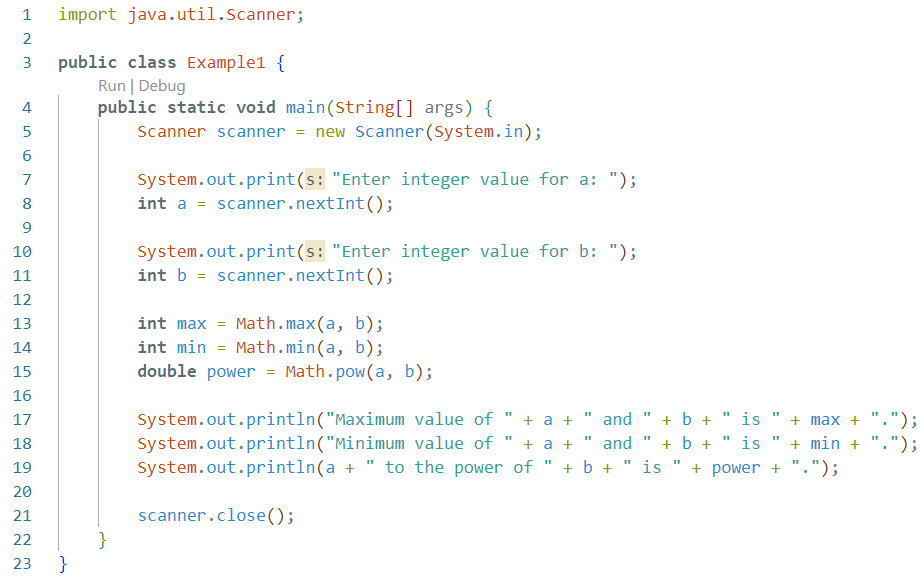 1 import java.util.Scanner;
2
3 public class Example1 {
Run | Debug
4     public static void main(String[] args) {
5         Scanner scanner = new Scanner(System.in);
6
7         System.out.print(s: "Enter integer value for a: ");
8         int a = scanner.nextInt();
9
10         System.out.print(s: "Enter integer value for b: ");
11         int b = scanner.nextInt();
12
13         int max = Math.max(a, b);
14         int min = Math.min(a, b);
15         double power = Math.pow(a, b);
16
17         System.out.println("Maximum value of " + a + " and " + b + " is " + max + ".");
18         System.out.println("Minimum value of " + a + " and " + b + " is " + min + ".");
19         System.out.println(a + " to the power of " + b + " is " + power + ".");
20
21         scanner.close();
22     }
23 }